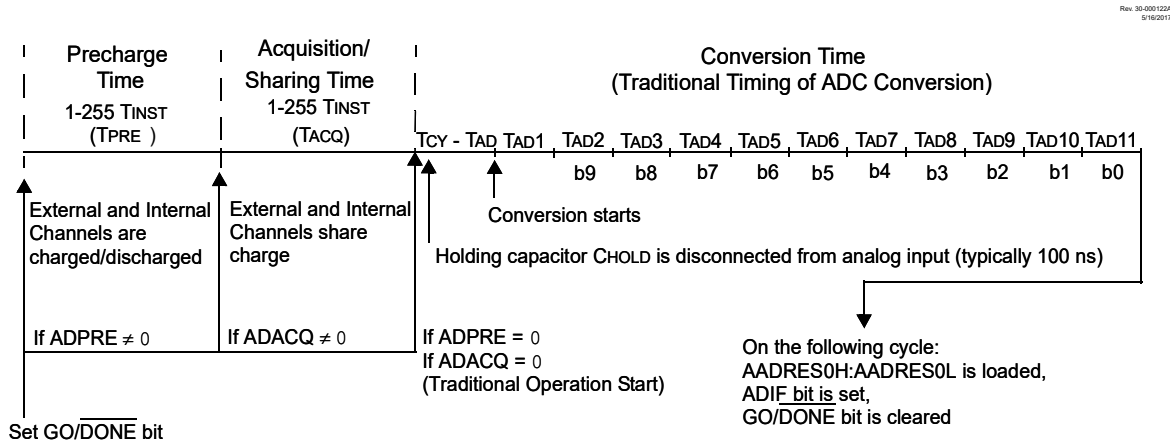 Rev. 30-000122A
5/16/2017
Precharge
Time
1-255 TINST
(TPRE )
Acquisition/
Sharing Time
1-255 TINST
(TACQ)
Conversion Time
(Traditional Timing of ADC Conversion)
TCY - TAD TAD1 TAD2 TAD3 TAD4 TAD5 TAD6 TAD7 TAD8 TAD9 TAD10 TAD11
b9 b8 b7 b6 b5 b4 b3 b2 b1 b0
External and Internal
Channels are
charged/discharged
External and Internal
Channels share
charge
Conversion starts
Holding capacitor CHOLD is disconnected from analog input (typically 100 ns)
If ADPRE ≠ 0
If ADACQ ≠ 0
If ADPRE = 0
If ADACQ = 0
(Traditional Operation Start)
On the following cycle:
AADRES0H:AADRES0L is loaded,
ADIF bit is set,
GO/DONE bit is cleared
Set GO/DONE bit